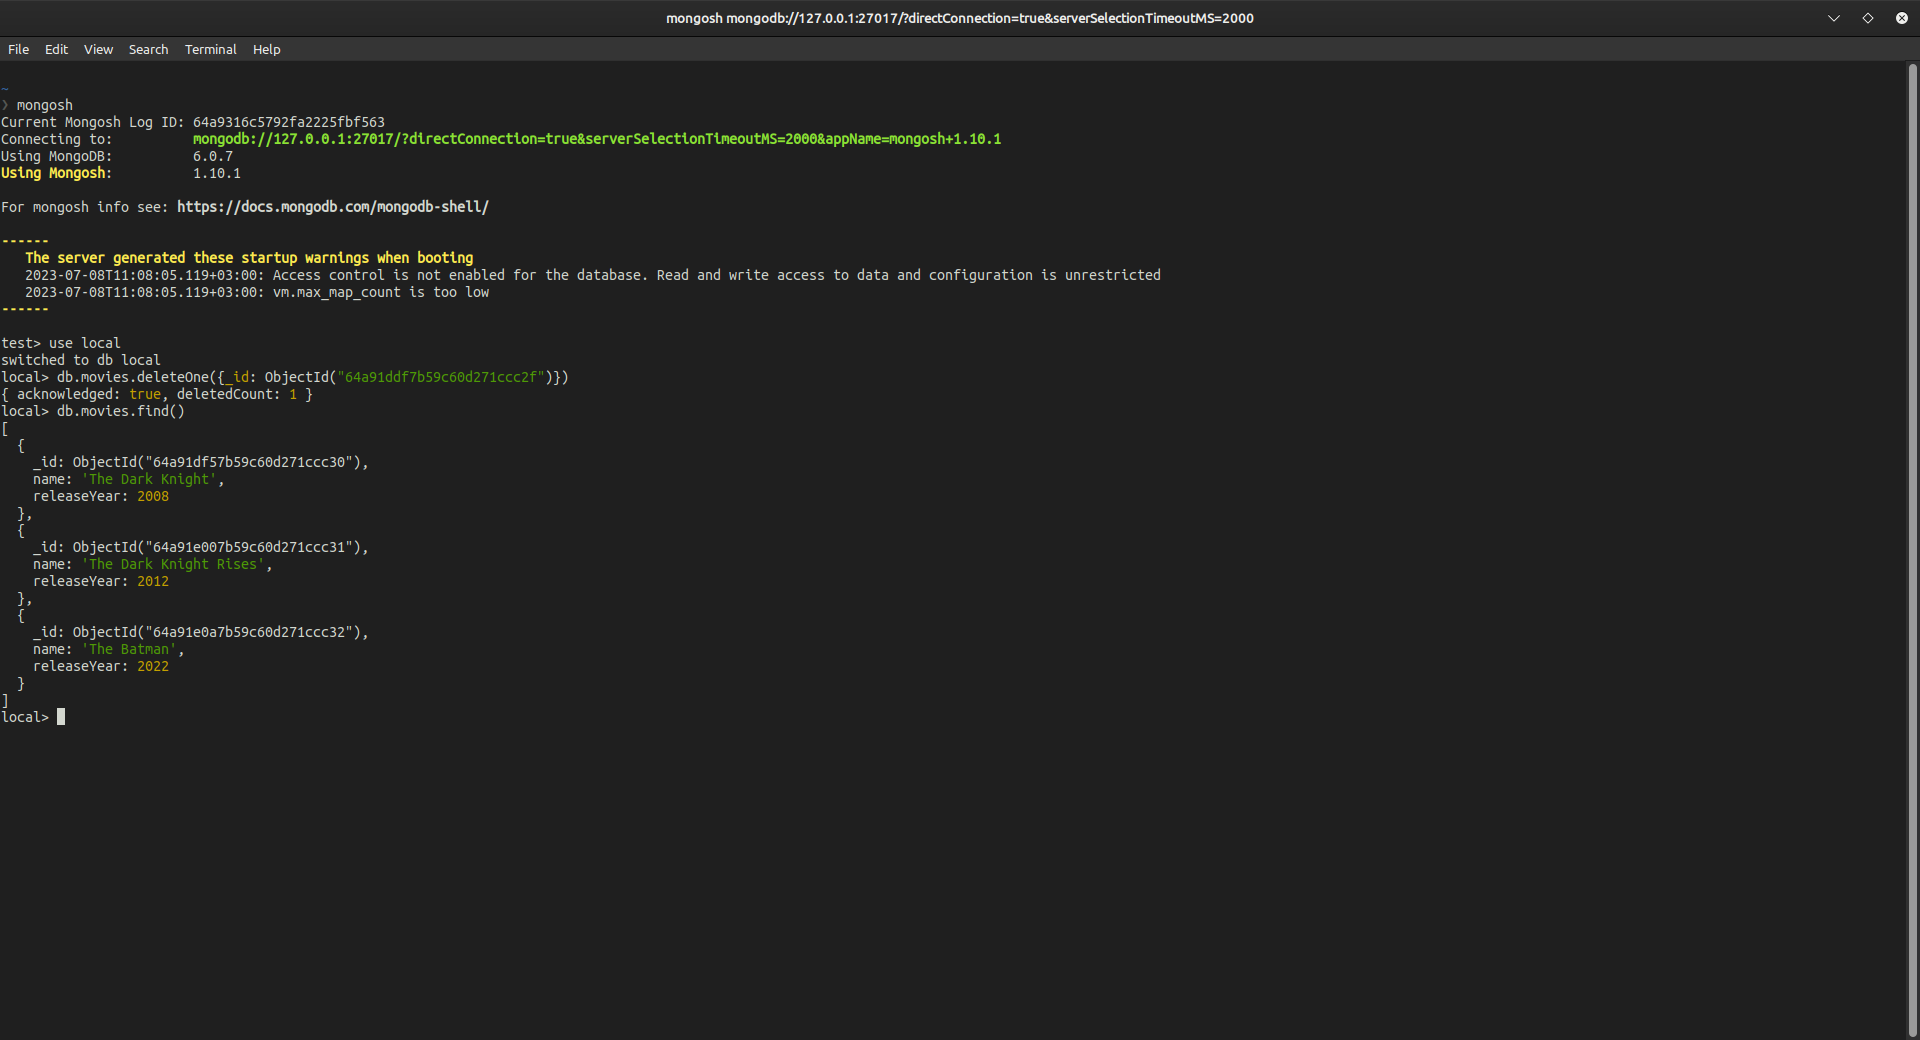 mongosh mongodb://127.0.0.1:27017/?directConnection=true&serverSelectionTimeoutMS=2000
File Edit View Search Terminal Help
~
❯ mongosh
Current Mongosh Log ID: 64a9316c5792fa2225fbf563
Connecting to: mongodb://127.0.0.1:27017/?directConnection=true&serverSelectionTimeoutMS=2000&appName=mongosh+1.10.1
Using MongoDB: 6.0.7
Using Mongosh: 1.10.1
For mongosh info see: https://docs.mongodb.com/mongodb-shell/
------
The server generated these startup warnings when booting
2023-07-08T11:08:05.119+03:00: Access control is not enabled for the database. Read and write access to data and configuration is unrestricted
2023-07-08T11:08:05.119+03:00: vm.max_map_count is too low
------
test> use local
switched to db local
local> db.movies.deleteOne({_id: ObjectId("64a91ddf7b59c60d271ccc2f")})
{ acknowledged: true, deletedCount: 1 }
local> db.movies.find()
[
{
_id: ObjectId("64a91df57b59c60d271ccc30"),
name: 'The Dark Knight',
releaseYear: 2008
},
{
_id: ObjectId("64a91e007b59c60d271ccc31"),
name: 'The Dark Knight Rises',
releaseYear: 2012
},
{
_id: ObjectId("64a91e0a7b59c60d271ccc32"),
name: 'The Batman',
releaseYear: 2022
}
]
local>